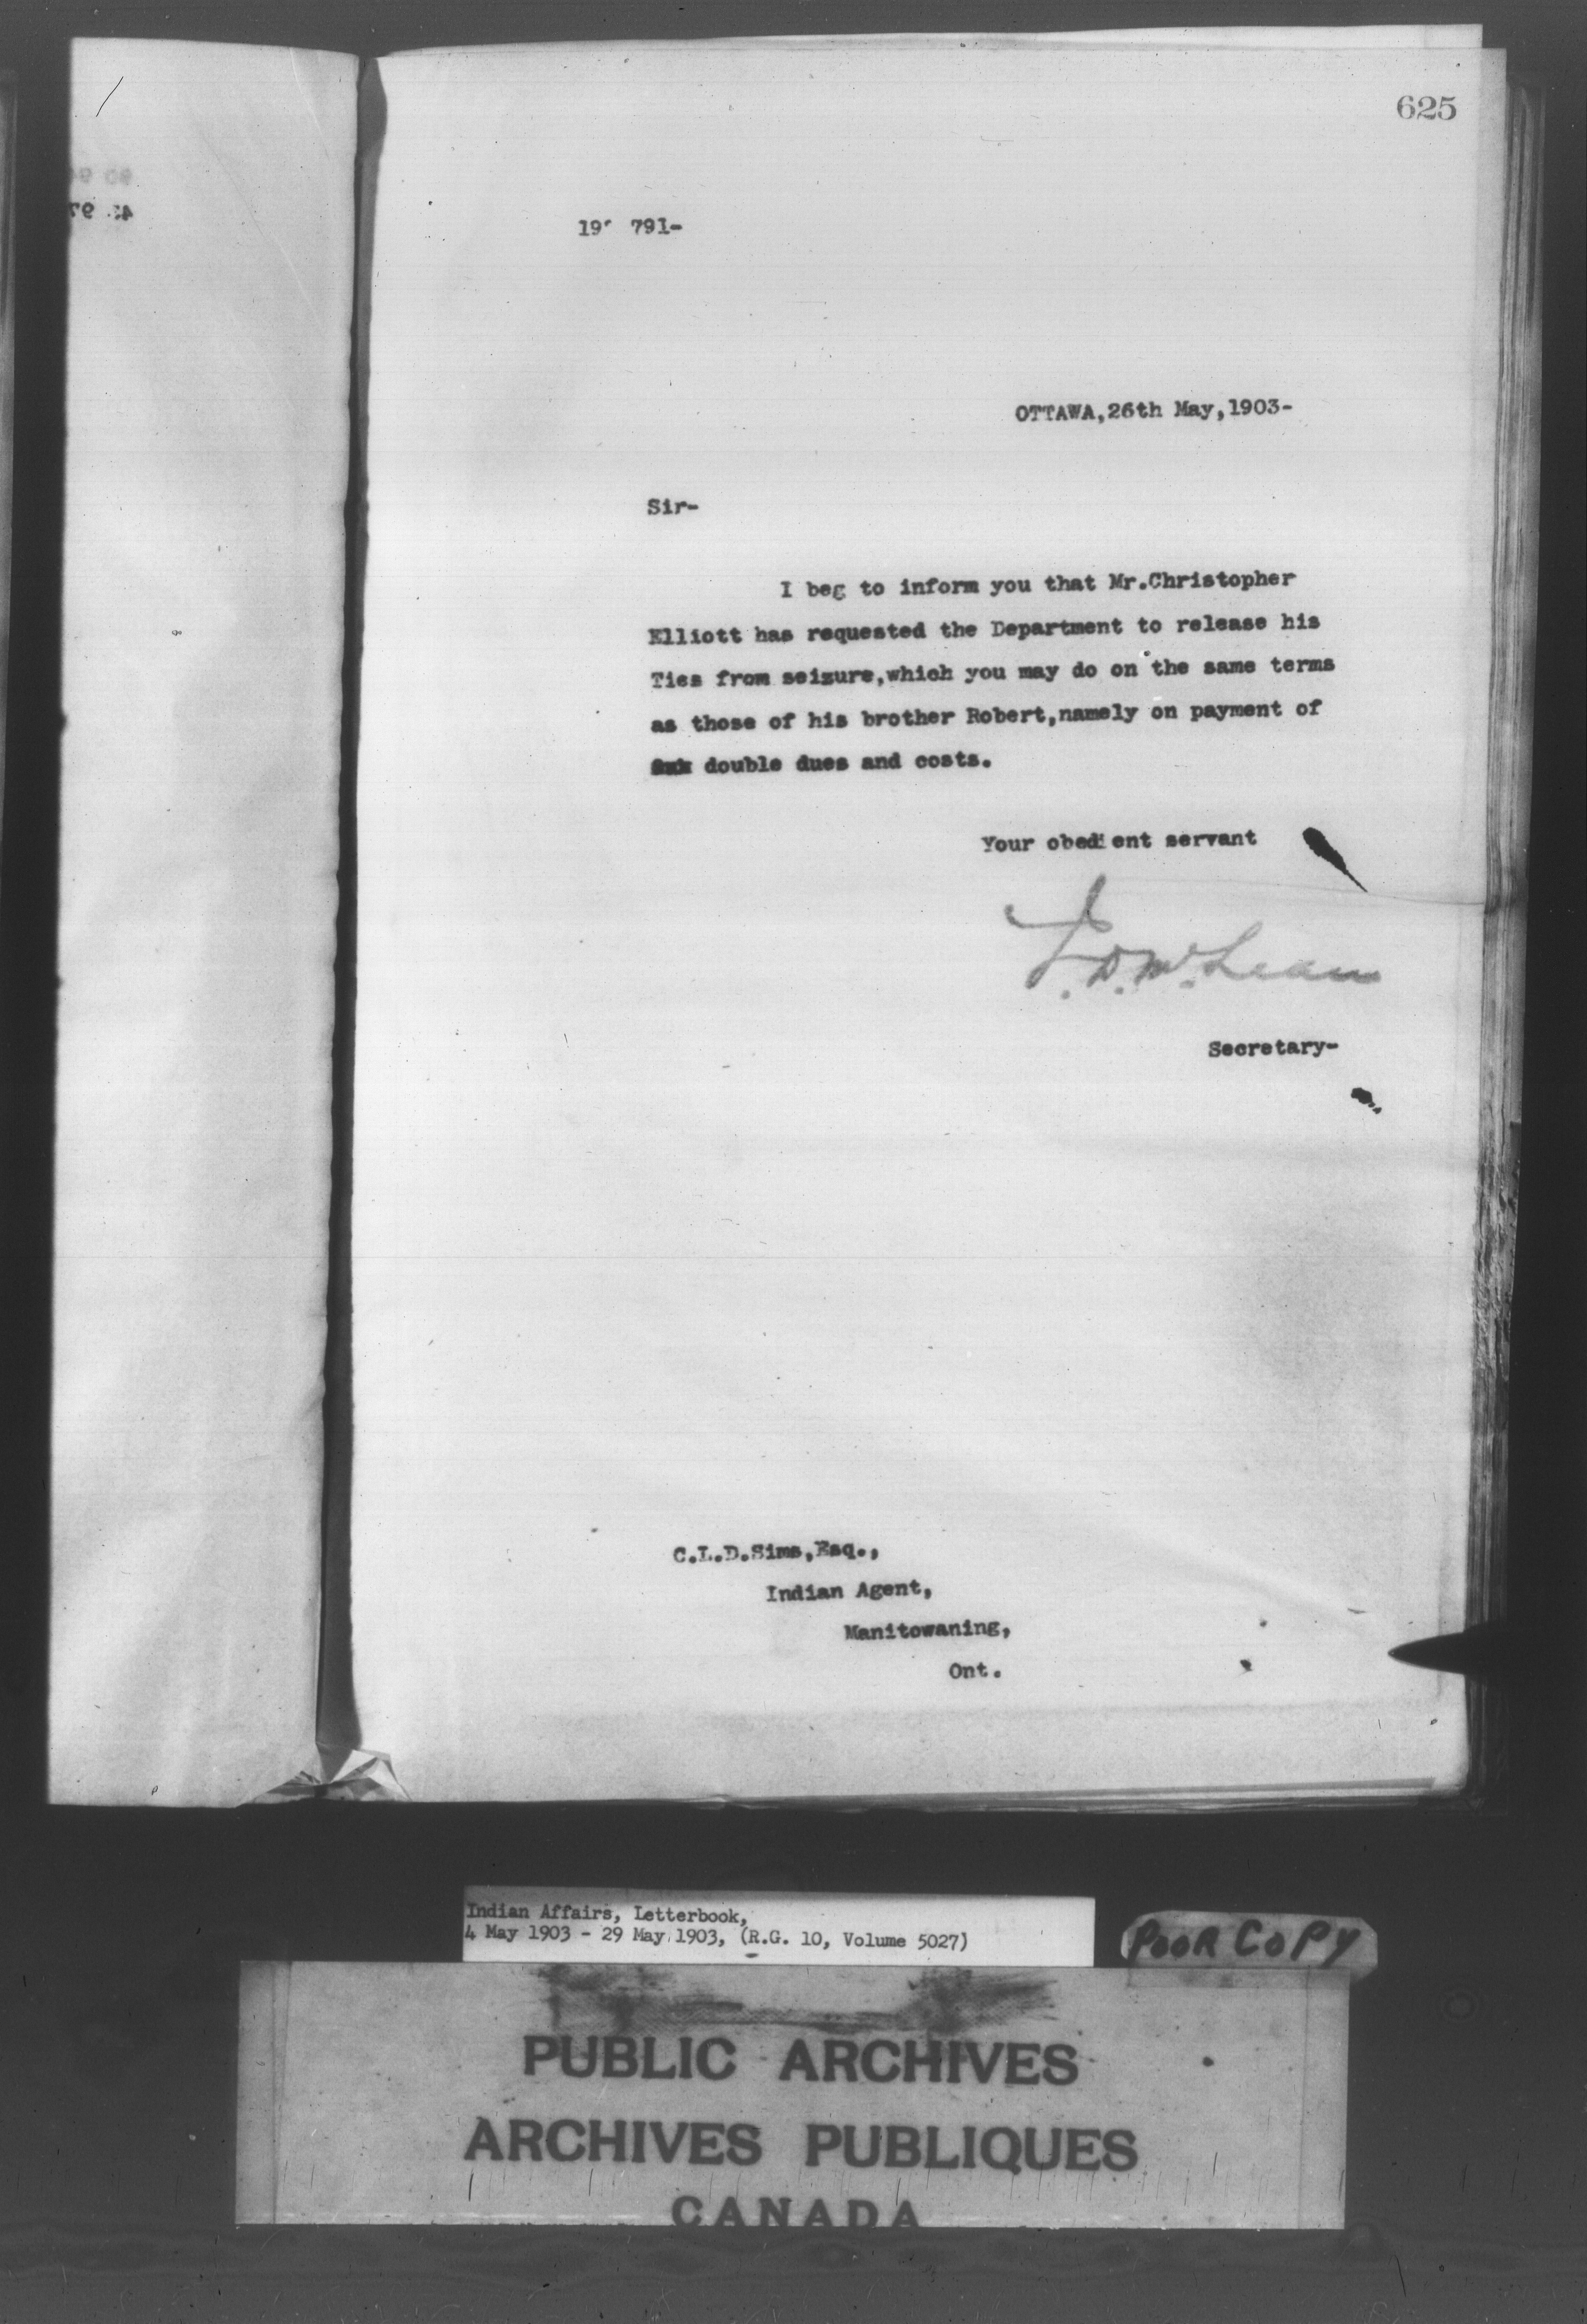 625
791-
OTTAWA,26th May,1903-
Sir-
I beg to inform you that Mr.Christopher
Elliott has requested the Department to release his
Ties from seizure,which you may do on the same terms
as those of his brother Robert,namely on payment of
double dues and costs.
Your obedient servant
J.D.McLean
Secretary-
C.L.D.Sims,Esq.,
Indian Agent,
Manitowaning,
Ont.
Indian Affairs, Letterbook,
4 May 1903 - 29 May 1903, (R.G. 10, Volume 5027)
POOR COPY
PUBLIC ARCHIVES
ARCHIVES PUBLIQUES
CANADA